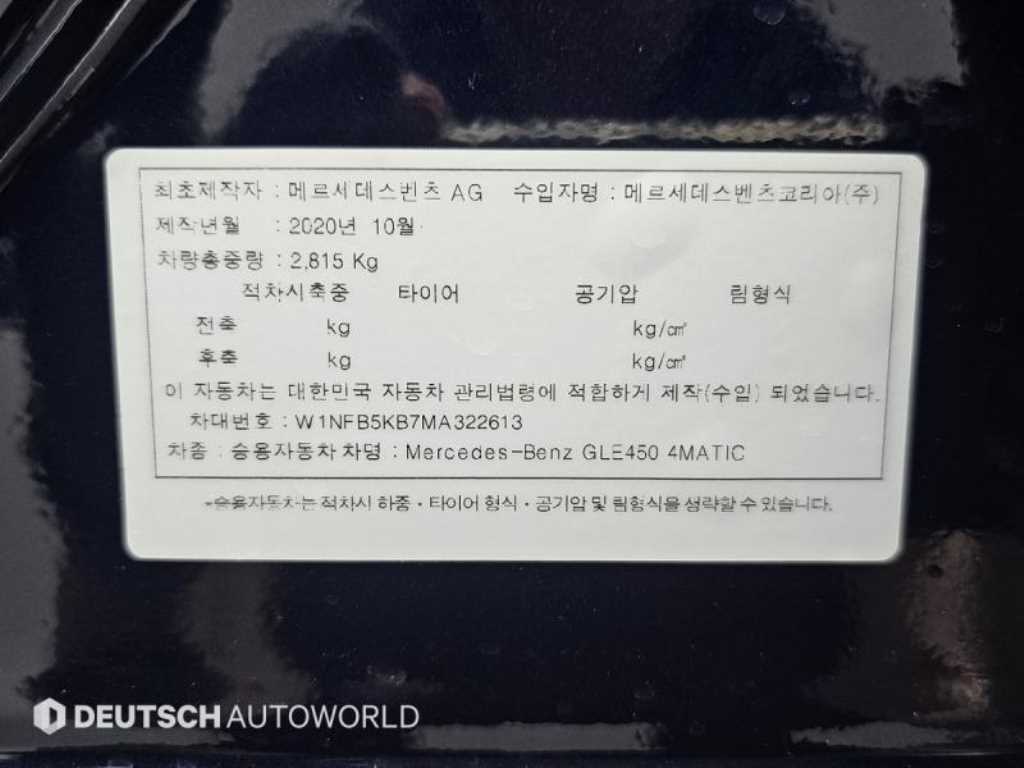 최초제작자 : 메르세데스벤츠 AG 수입자명 : 메르세데스벤츠코리아(주)
제작년월 : 2020년 10월
차량총중량 : 2,815 Kg
적차시축중 타이어 공기압 림형식
전축 kg kg/㎠
후축 kg kg/㎠
이 자동차는 대한민국 자동차 관리법령에 적합하게 제작(수입) 되었습니다.
차대번호 : W1NFB5KB7MA322613
차종 : 승용자동차 차명 : Mercedes-Benz GLE450 4MATIC
*승용자동차는 적차시 하중 · 타이어 형식 · 공기압 및 림형식을 생략할 수 있습니다.
DEUTSCH AUTOWORLD